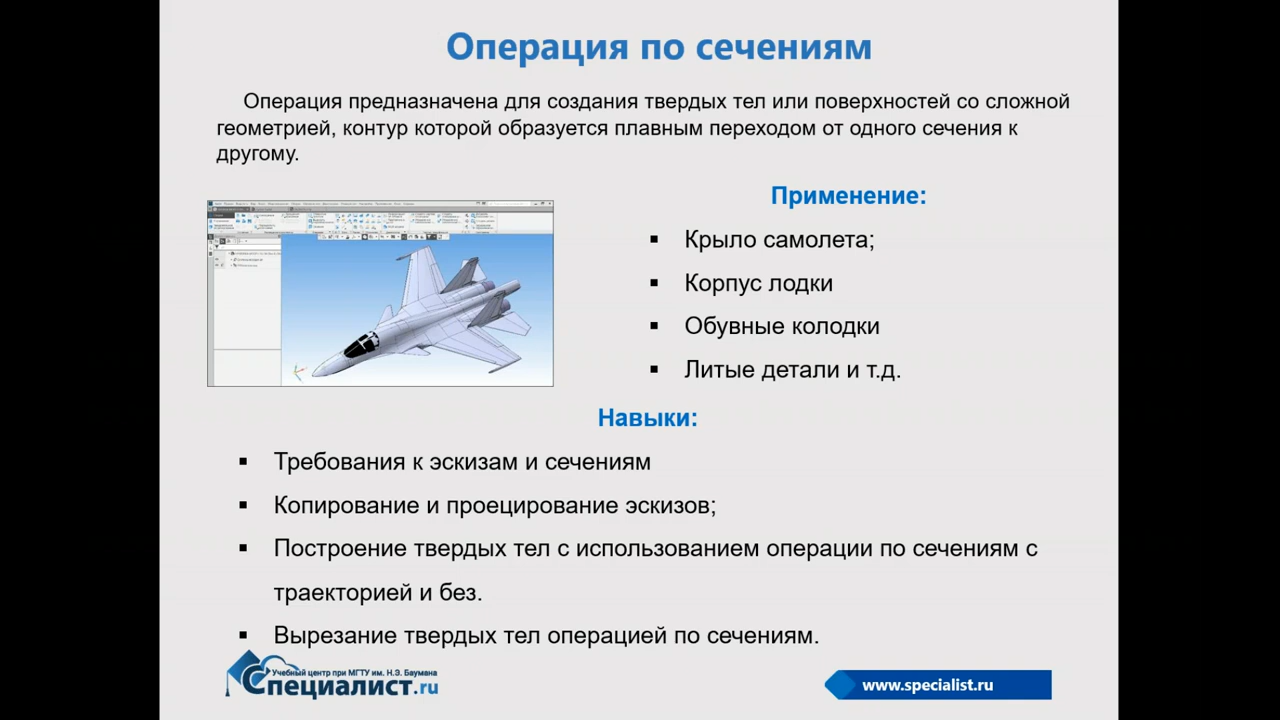 Операция по сечениям
Операция предназначена для создания твердых тел или поверхностей со сложной
геометрией, контур которой образуется плавным переходом от одного сечения к
другому.
Применение:
▪ Крыло самолета;
▪ Корпус лодки
▪ Обувные колодки
▪ Литые детали и т.д.
Навыки:
▪ Требования к эскизам и сечениям
▪ Копирование и проецирование эскизов;
▪ Построение твердых тел с использованием операции по сечениям с
траекторией и без.
▪ Вырезание твердых тел операцией по сечениям.
Учебный центр при МГТУ им. Н.Э. Баумана
Специалист.ru
www.specialist.ru